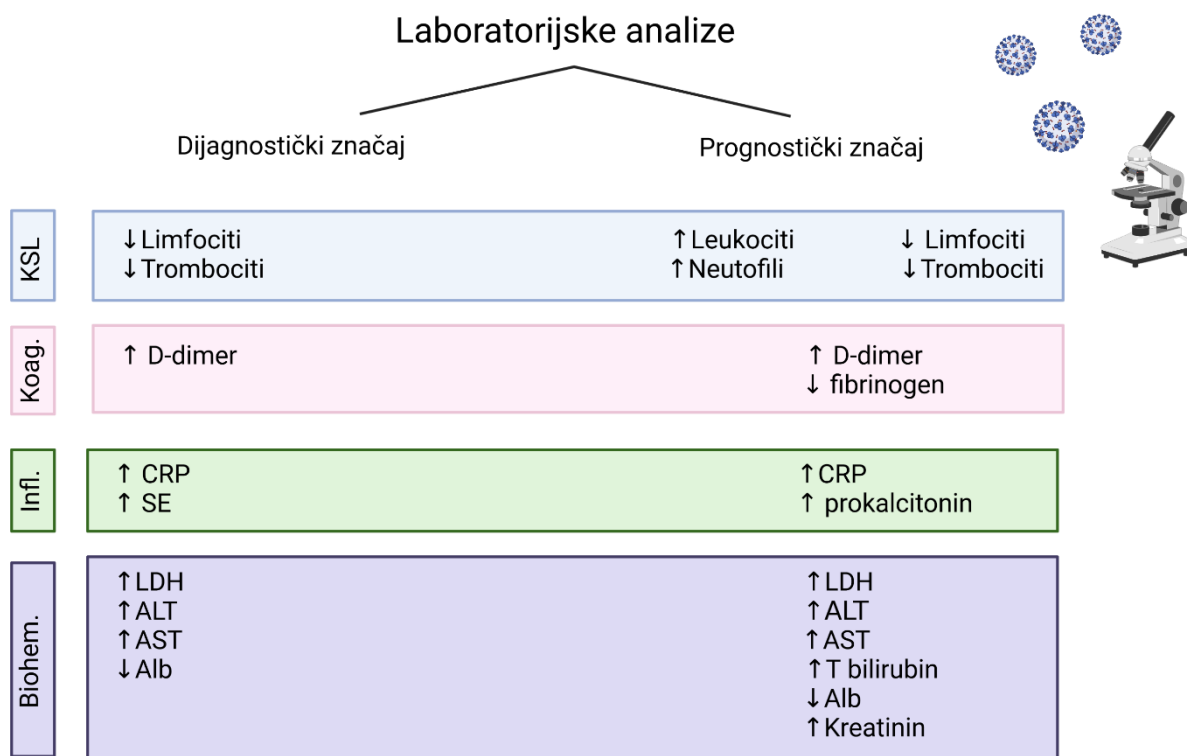 Laboratorijske analize
Dijagnostički značaj
Prognostički značaj
KSL
↓Limfociti
↓Trombociti
↑Leukociti
↑Neutofili
↓ Limfociti
↓Trombociti
Koag.
↑ D-dimer
↑ D-dimer
↓ fibrinogen
Infl.
↑ CRP
↑ SE
↑CRP
↑ prokalcitonin
Biohem.
↑LDH
↑ALT
↑AST
↓Alb
↑LDH
↑ALT
↑AST
↑T bilirubin
↓Alb
↑Kreatinin